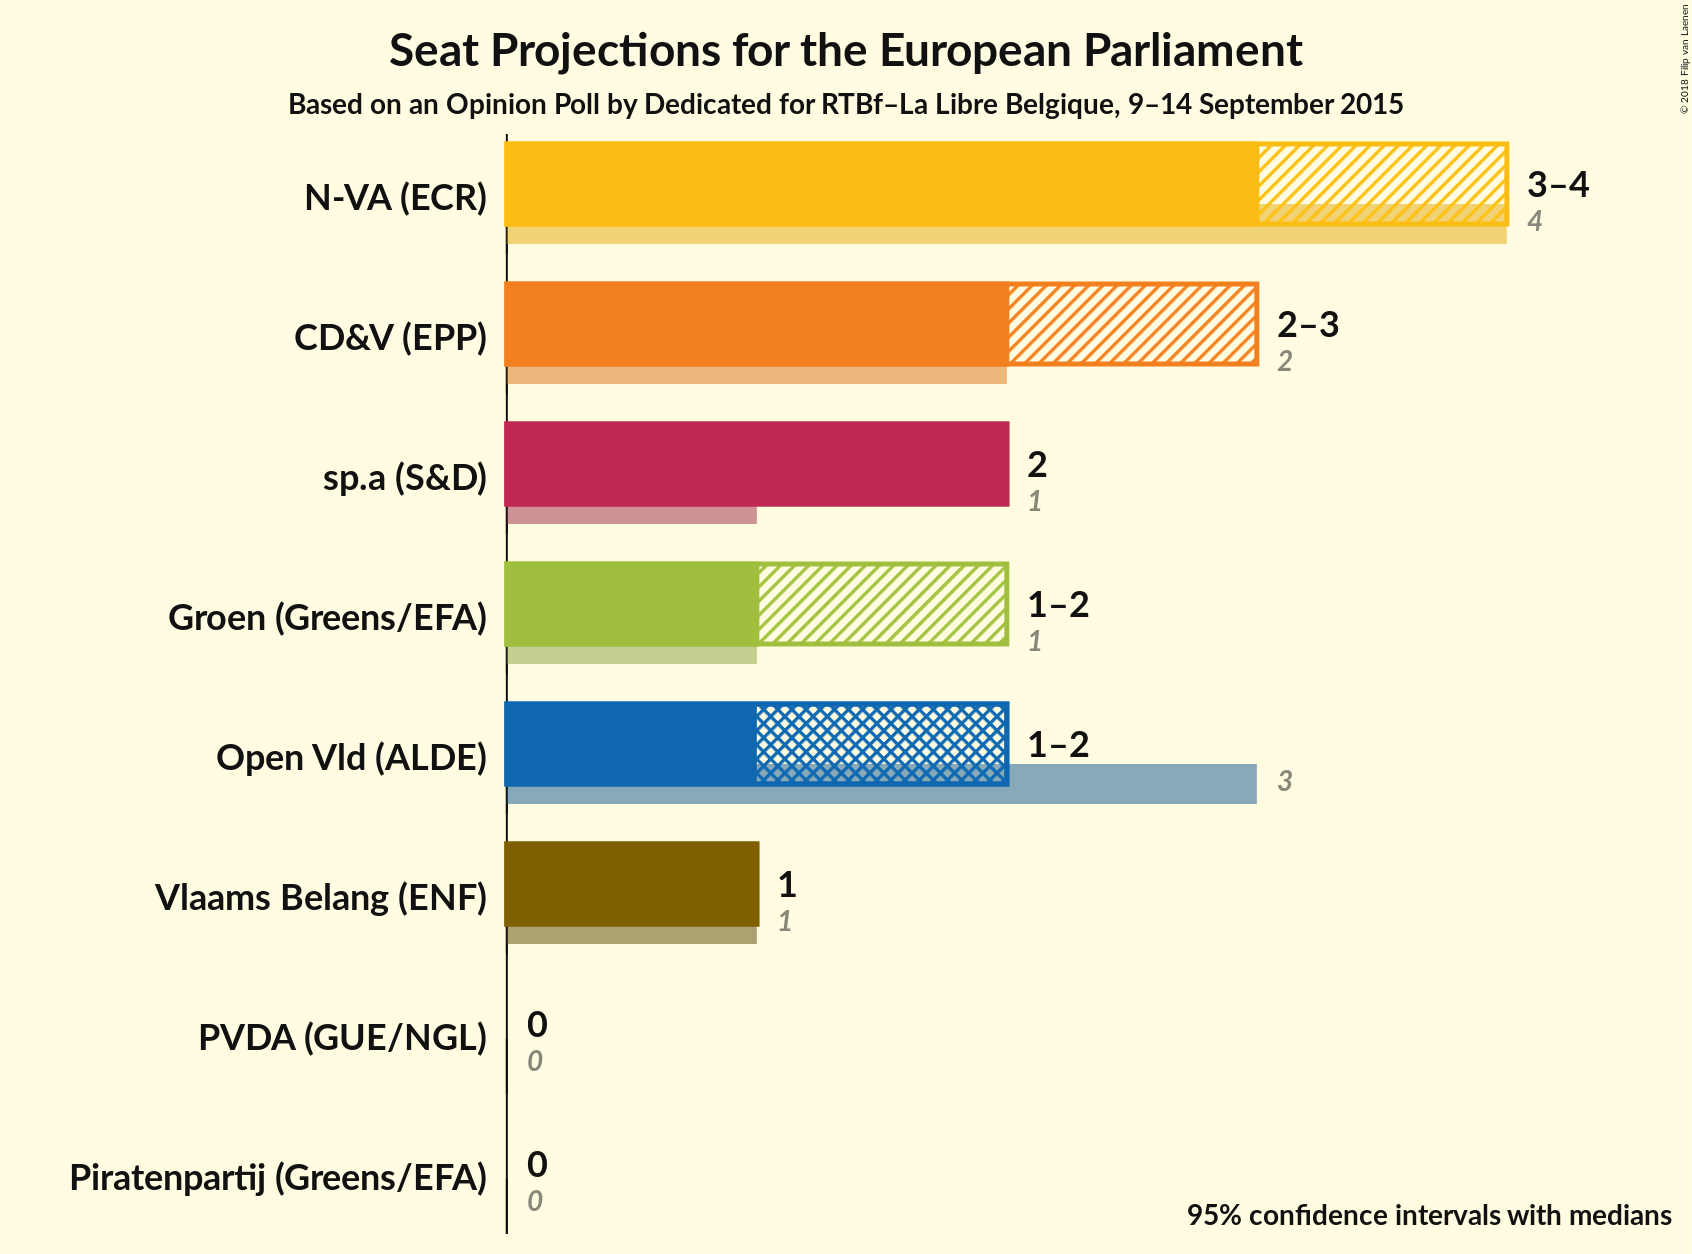 Seat Projections for the European Parliament
Based on an Opinion Poll by Dedicated for RTBf–La Libre Belgique, 9–14 September 2015
© 2018 Filip van Laenen
N-VA (ECR)
3–4
4
CD&V (EPP)
2–3
2
sp.a (S&D)
2
1
Groen (Greens/EFA)
1–2
1
Open Vld (ALDE)
1–2
3
Vlaams Belang (ENF)
1
1
PVDA (GUE/NGL)
0
0
Piratenpartij (Greens/EFA)
0
0
95% confidence intervals with medians